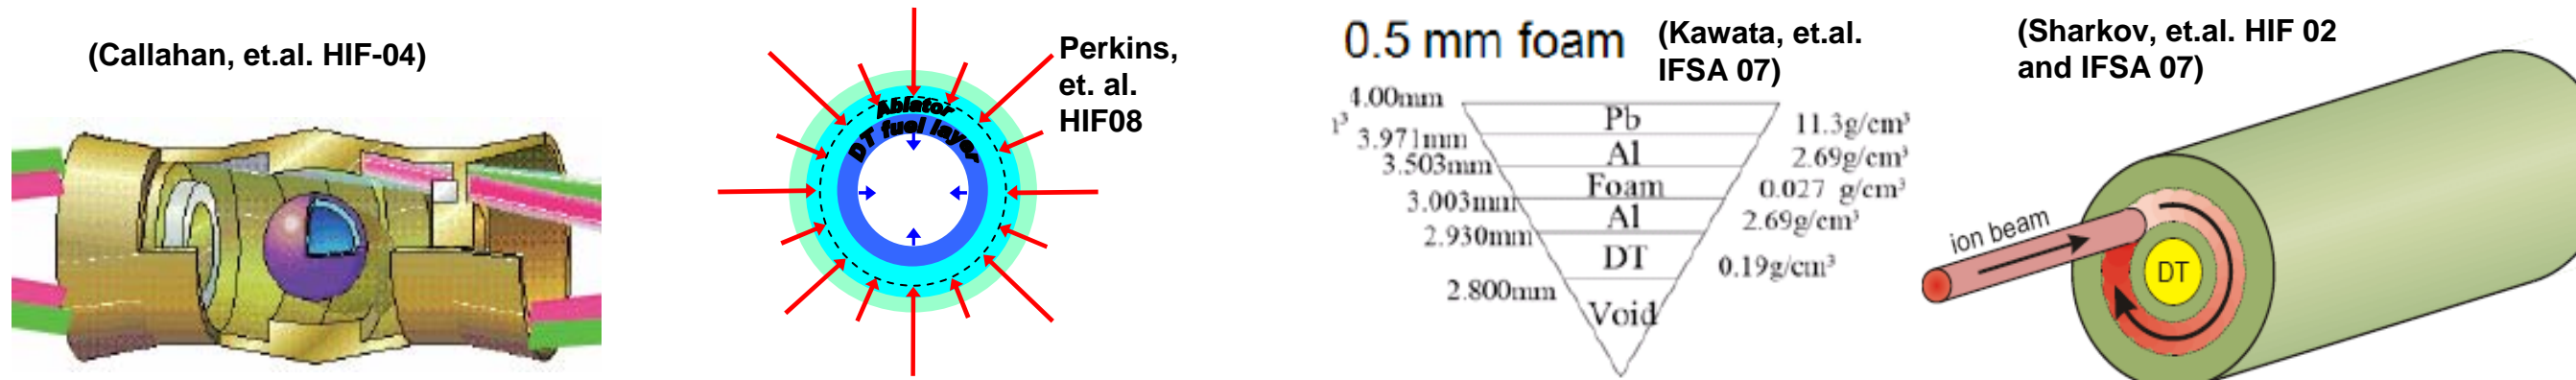 (Callahan, et.al. HIF-04)
Perkins,
et. al.
HIF08
Ablator
DT fuel layer
0.5 mm foam
(Kawata, et.al.
IFSA 07)
4.00mm
3.971mm
3.503mm
3.003mm
2.930mm
2.800mm
Pb
Al
Foam
Al
DT
Void
11.3g/cm³
2.69g/cm³
0.027 g/cm³
2.69g/cm³
0.19g/cm³
(Sharkov, et.al. HIF 02
and IFSA 07)
ion beam
DT